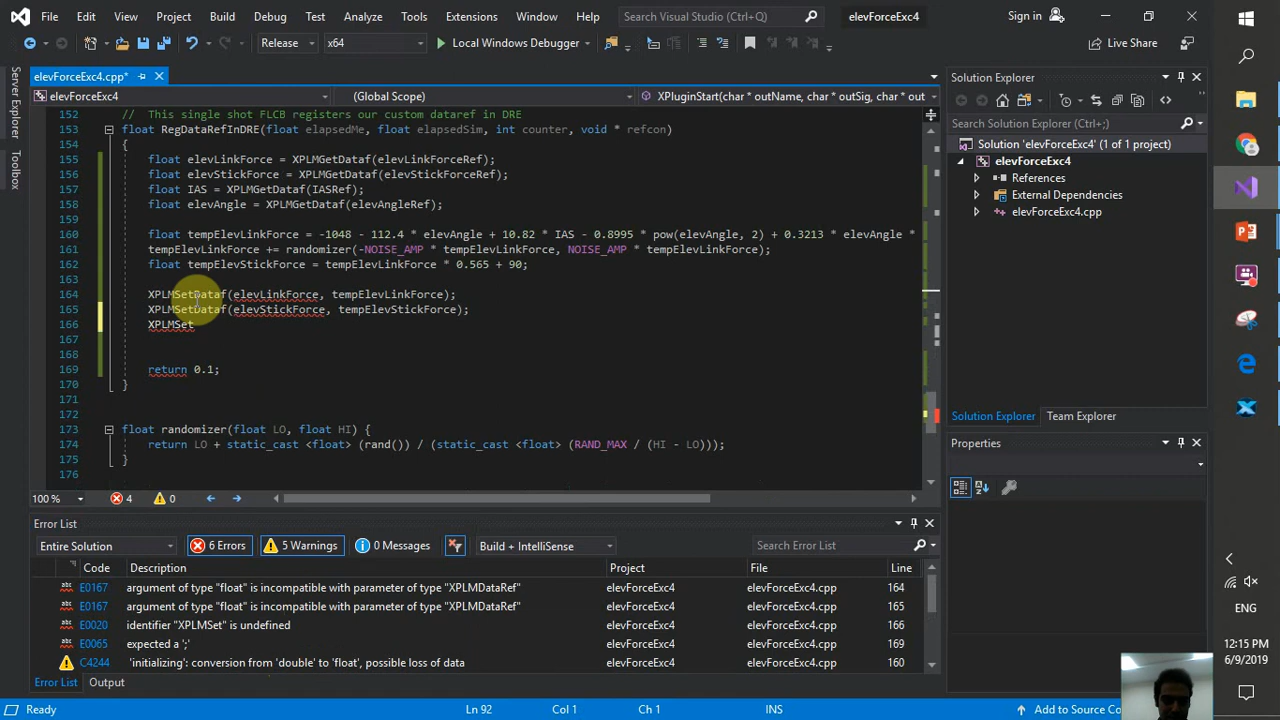 File Edit View Project Build Debug Test Analyze Tools Extensions Window Help Search Visual Studio elevForceExc4 Sign in
Release x64 Local Windows Debugger Live Share
Server Explorer
Toolbox
elevForceExc4.cpp*
elevForceExc4 (Global Scope) XPluginStart(char * outName, char * outSig, char * out
152 // This single shot FLCB registers our custom dataref in DRE
153 float RegDataRefInDRE(float elapsedMe, float elapsedSim, int counter, void * refcon)
154 {
155 float elevLinkForce = XPLMGetDataf(elevLinkForceRef);
156 float elevStickForce = XPLMGetDataf(elevStickForceRef);
157 float IAS = XPLMGetDataf(IASRef);
158 float elevAngle = XPLMGetDataf(elevAngleRef);
159
160 float tempElevLinkForce = -1048 - 112.4 * elevAngle + 10.82 * IAS - 0.8995 * pow(elevAngle, 2) + 0.3213 * elevAngle *
161 tempElevLinkForce += randomizer(-NOISE_AMP * tempElevLinkForce, NOISE_AMP * tempElevLinkForce);
162 float tempElevStickForce = tempElevLinkForce * 0.565 + 90;
163
164 XPLMSetDataf(elevLinkForce, tempElevLinkForce);
165 XPLMSetDataf(elevStickForce, tempElevStickForce);
166 XPLMSet
167
168
169 return 0.1;
170 }
171
172
173 float randomizer(float LO, float HI) {
174 return LO + static_cast <float> (rand()) / (static_cast <float> (RAND_MAX / (HI - LO)));
175 }
176
100 % 4 0
Error List
Entire Solution 6 Errors 5 Warnings 0 Messages Build + IntelliSense Search Error List
Code Description Project File Line
E0167 argument of type "float" is incompatible with parameter of type "XPLMDataRef" elevForceExc4 elevForceExc4.cpp 164
E0167 argument of type "float" is incompatible with parameter of type "XPLMDataRef" elevForceExc4 elevForceExc4.cpp 165
E0020 identifier "XPLMSet" is undefined elevForceExc4 elevForceExc4.cpp 166
E0065 expected a ';' elevForceExc4 elevForceExc4.cpp 169
C4244 'initializing': conversion from 'double' to 'float', possible loss of data elevForceExc4 elevForceExc4.cpp 160
Error List Output
Ready Ln 92 Col 1 Ch 1 INS Add to Source Co
Solution Explorer
Search Solution Explorer (Ctrl+;)
Solution 'elevForceExc4' (1 of 1 project)
elevForceExc4
References
External Dependencies
elevForceExc4.cpp
Solution Explorer Team Explorer
Properties
ENG
12:15 PM
6/9/2019